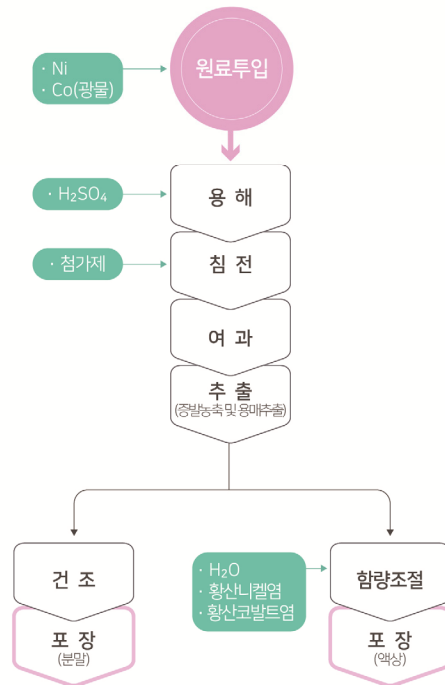 · Ni
· Co(광물)
원료투입
· H₂SO₄
용 해
· 첨가제
침 전
여 과
추 출
(증발농축 및 용매추출)
건 조
· H₂O
· 황산니켈염
· 황산코발트염
함량조절
포 장
(분말)
포 장
(액상)